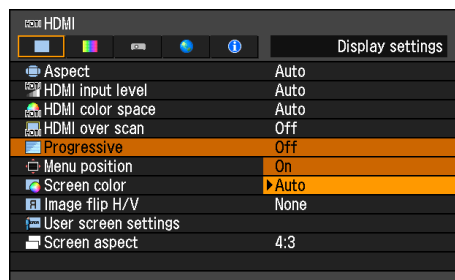 HDMI HDMI
Display settings
Aspect Auto
HDMI input level Auto
HDMI color space Auto
HDMI over scan Off
Progressive Off
Menu position On
Screen color Auto
Image flip H/V None
User screen settings
Screen aspect 4:3